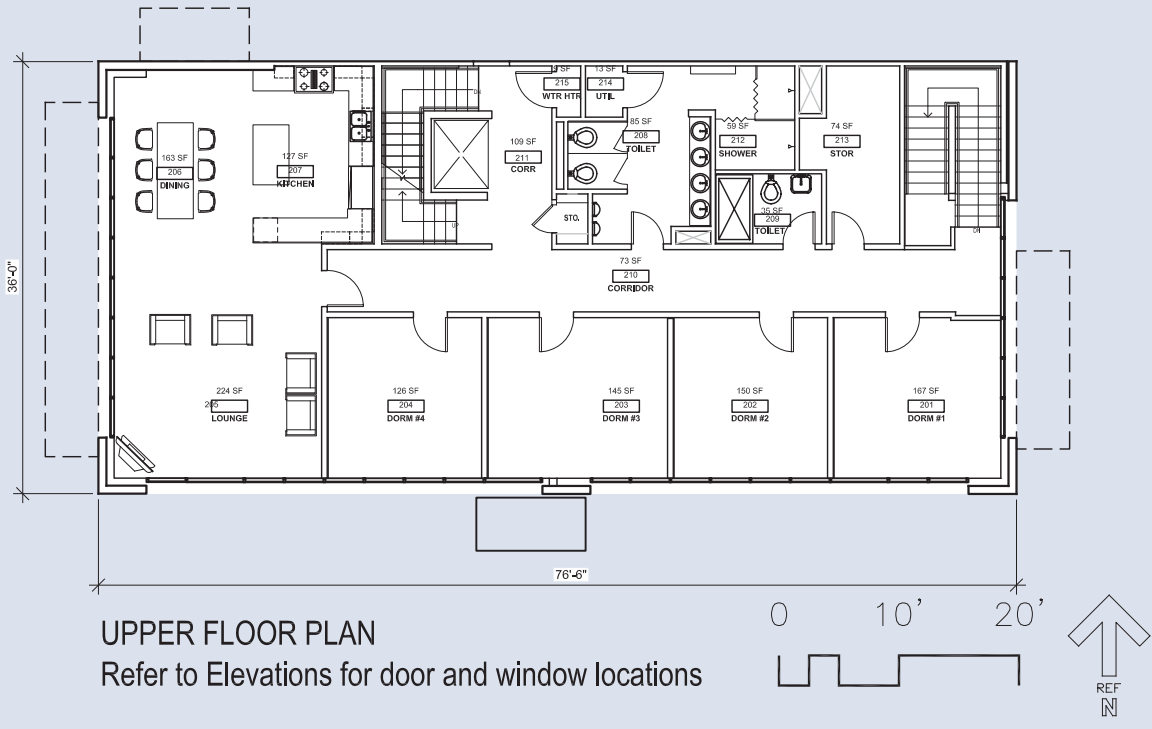 9 SF
215
WTR HTR
13 SF
214
UTIL
DN
85 SF
208
TOILET
109 SF
211
CORR
59 SF
212
SHOWER
74 SF
213
STOR
163 SF
206
DINING
127 SF
207
KITCHEN
UP
STO.
35 SF
209
TOILET
DN
36'-0"
73 SF
210
CORRIDOR
224 SF
205
LOUNGE
126 SF
204
DORM #4
145 SF
203
DORM #3
150 SF
202
DORM #2
167 SF
201
DORM #1
76'-6"
UPPER FLOOR PLAN
Refer to Elevations for door and window locations
0 10' 20'
REF
N